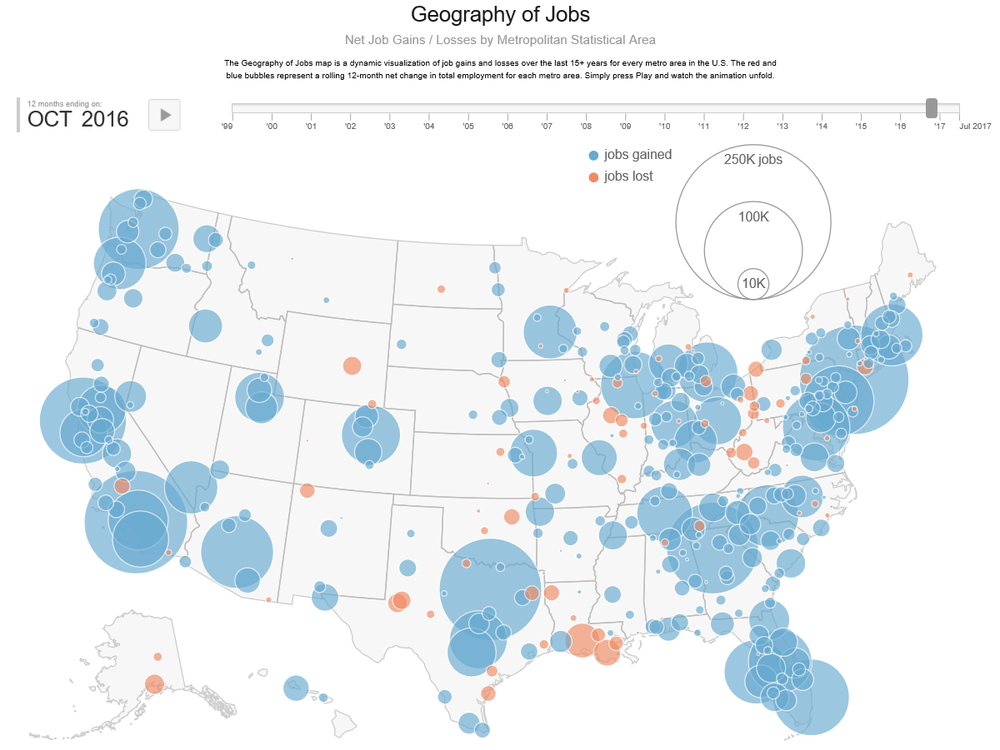 Geography of Jobs
Net Job Gains / Losses by Metropolitan Statistical Area
The Geography of Jobs map is a dynamic visualization of job gains and losses over the last 15+ years for every metro area in the U.S. The red and
blue bubbles represent a rolling 12-month net change in total employment for each metro area. Simply press Play and watch the animation unfold.
12 months ending on:
OCT 2016
'99 '00 '01 '02 '03 '04 '05 '06 '07 '08 '09 '10 '11 '12 '13 '14 '15 '16 '17 Jul 2017
jobs gained
jobs lost
250K jobs
100K
10K